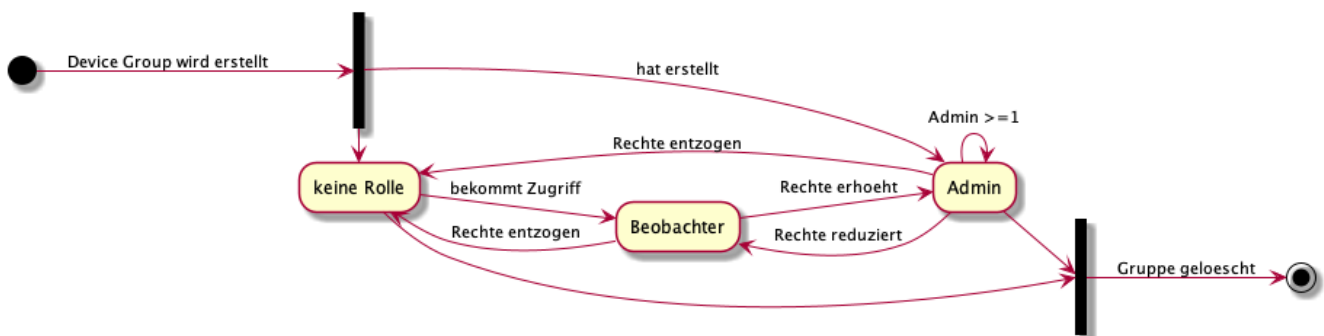 Device Group wird erstellt
hat erstellt
Admin >=1
Rechte entzogen
keine Rolle
bekommt Zugriff
Rechte erhoeht
Admin
Beobachter
Rechte entzogen
Rechte reduziert
Gruppe geloescht